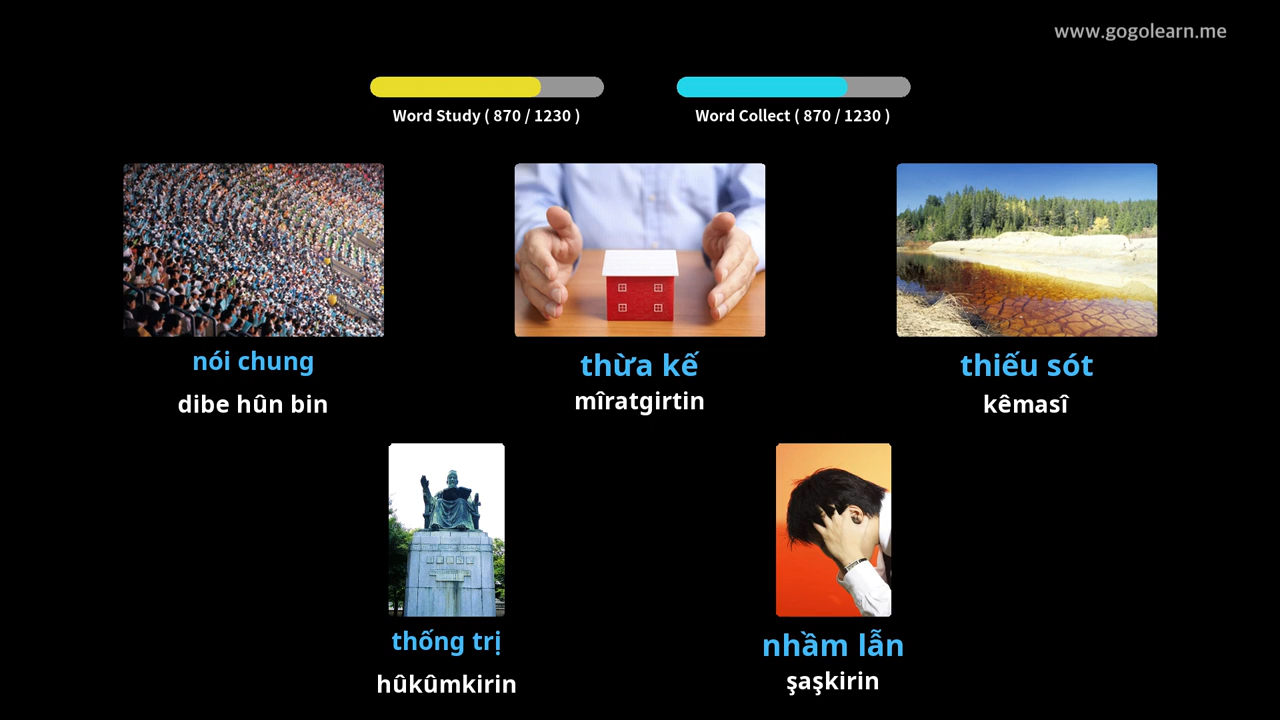 www.gogolearn.me
Word Study ( 870 / 1230 )
Word Collect ( 870 / 1230 )
nói chung
dibe hûn bin
thừa kế
mîratgirtin
thiếu sót
kêmasî
thống trị
hûkûmkirin
nhầm lẫn
şaşkirin